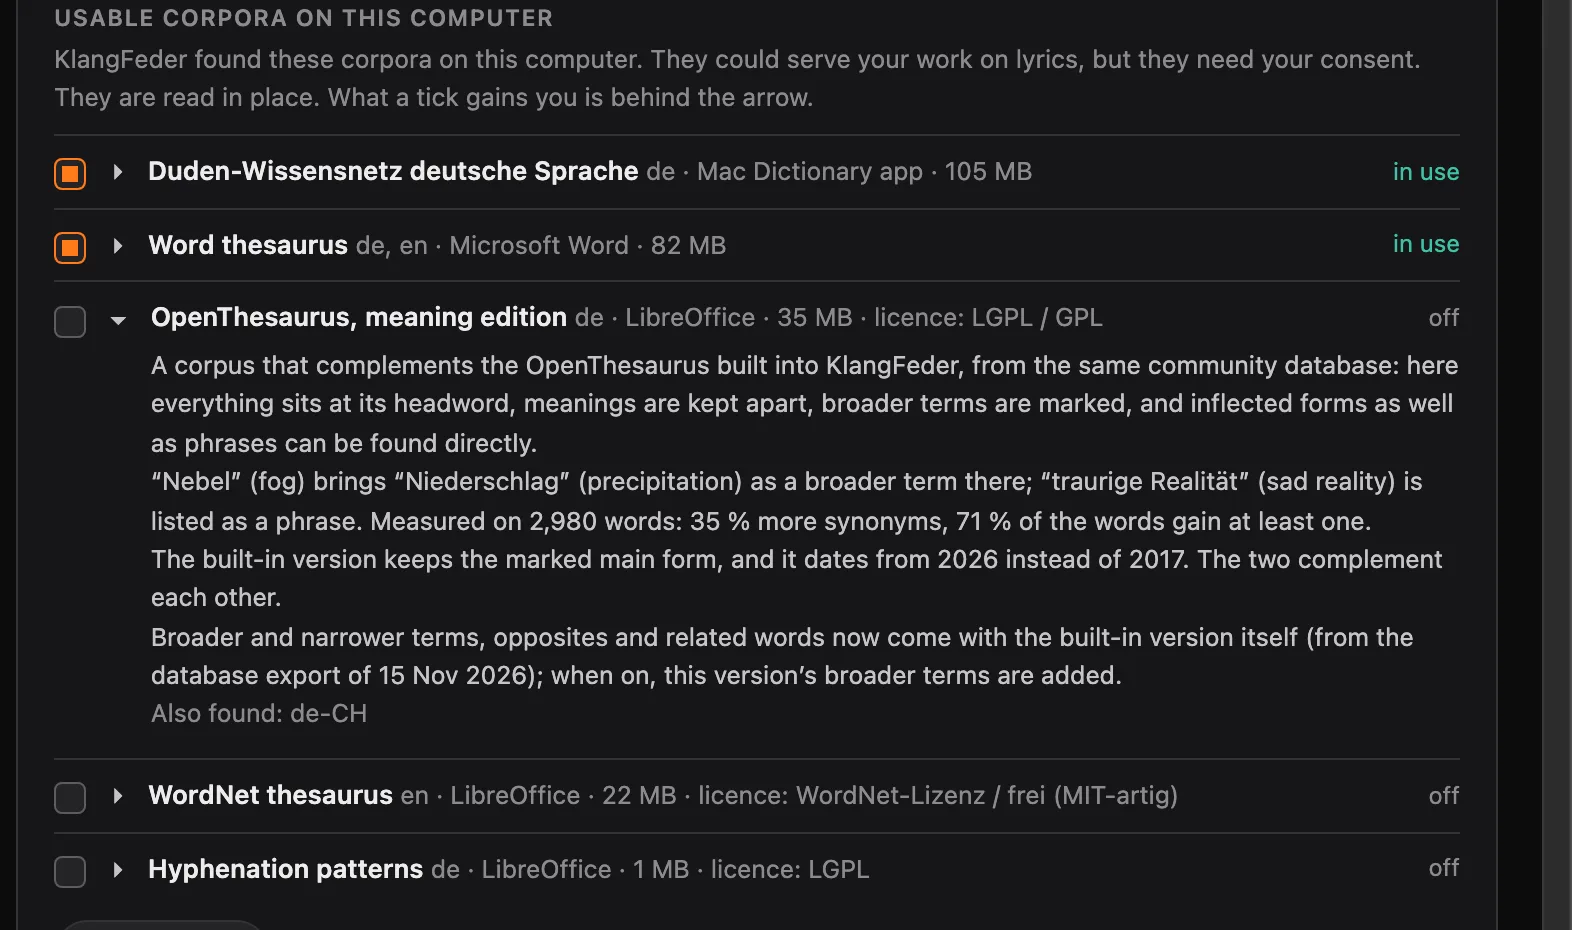 USABLE CORPORA ON THIS COMPUTER
KlangFeder found these corpora on this computer. They could serve your work on lyrics, but they need your consent.
They are read in place. What a tick gains you is behind the arrow.
Duden-Wissensnetz deutsche Sprache de · Mac Dictionary app · 105 MB in use
Word thesaurus de, en · Microsoft Word · 82 MB in use
OpenThesaurus, meaning edition de · LibreOffice · 35 MB · licence: LGPL / GPL off
A corpus that complements the OpenThesaurus built into KlangFeder, from the same community database: here
everything sits at its headword, meanings are kept apart, broader terms are marked, and inflected forms as well
as phrases can be found directly.
“Nebel” (fog) brings “Niederschlag” (precipitation) as a broader term there; “traurige Realität” (sad reality) is
listed as a phrase. Measured on 2,980 words: 35 % more synonyms, 71 % of the words gain at least one.
The built-in version keeps the marked main form, and it dates from 2026 instead of 2017. The two complement
each other.
Broader and narrower terms, opposites and related words now come with the built-in version itself (from the
database export of 15 Nov 2026); when on, this version’s broader terms are added.
Also found: de-CH
WordNet thesaurus en · LibreOffice · 22 MB · licence: WordNet-Lizenz / frei (MIT-artig) off
Hyphenation patterns de · LibreOffice · 1 MB · licence: LGPL off